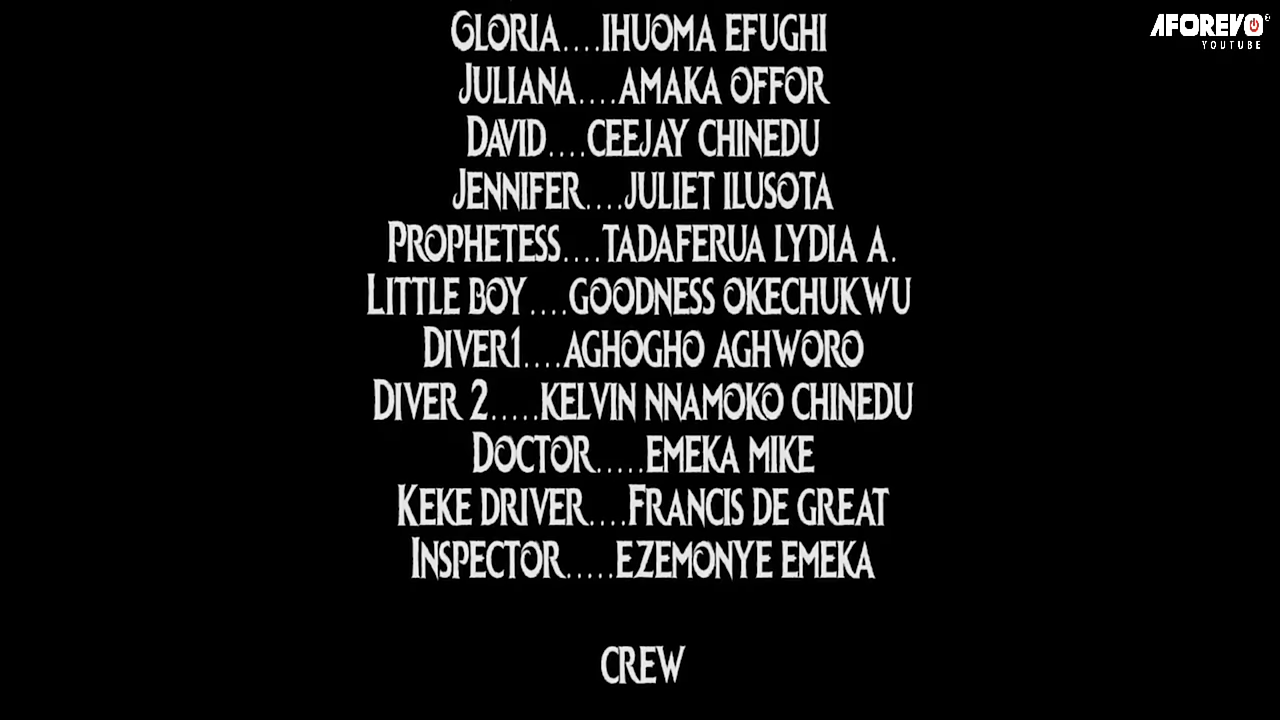 GLORIA....IHUOMA EFUGHI
JULIANA....AMAKA OFFOR
DAVID....CEEJAY CHINEDU
JENNIFER....JULIET ILUSOTA
PROPHETESS....TADAFERUA LYDIA A.
LITTLE BOY....GOODNESS OKECHUKWU
DIVER1....AGHOGHO AGHWORO
DIVER 2.....KELVIN NNAMOKO CHINEDU
DOCTOR.....EMEKA MIKE
KEKE DRIVER....FRANCIS DE GREAT
INSPECTOR.....EZEMONYE EMEKA
CREW
AFOREVO
YOUTUBE